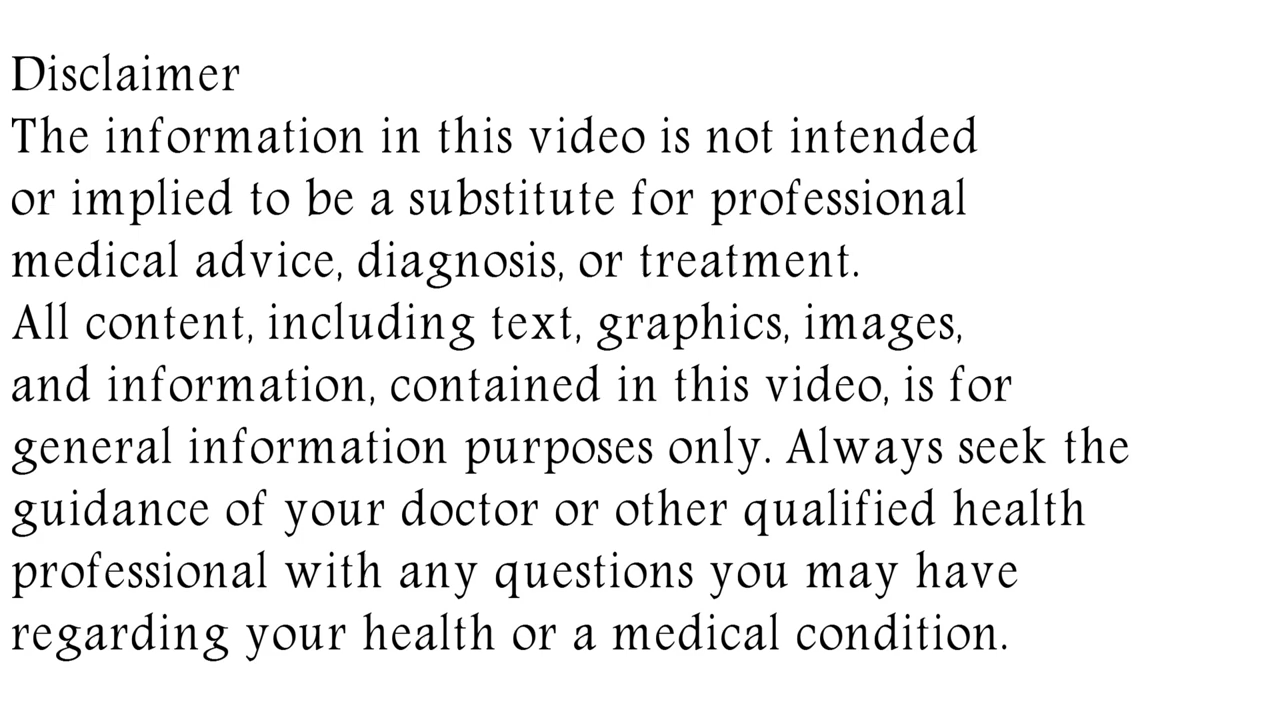 Disclaimer
The information in this video is not intended
or implied to be a substitute for professional
medical advice, diagnosis, or treatment.
All content, including text, graphics, images,
and information, contained in this video, is for
general information purposes only. Always seek the
guidance of your doctor or other qualified health
professional with any questions you may have
regarding your health or a medical condition.